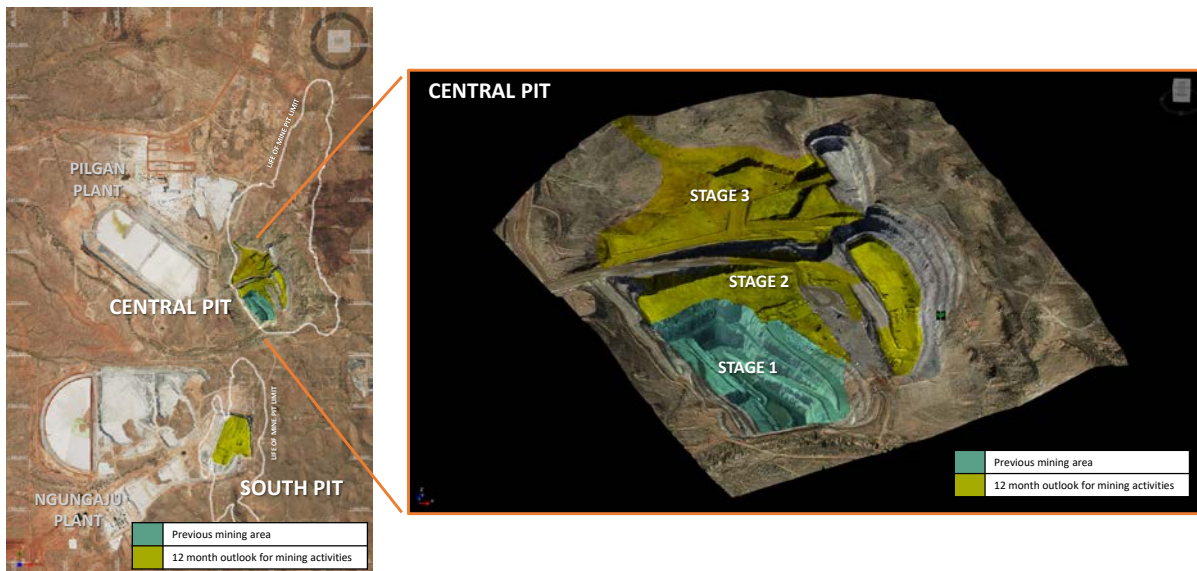 LIFE OF MINE PIT LIMIT
PILGAN
PLANT
CENTRAL PIT
LIFE OF MINE PIT LIMIT
SOUTH PIT
NGUNGAJU
PLANT
Previous mining area
12 month outlook for mining activities
CENTRAL PIT
STAGE 3
STAGE 2
STAGE 1
Previous mining area
12 month outlook for mining activities